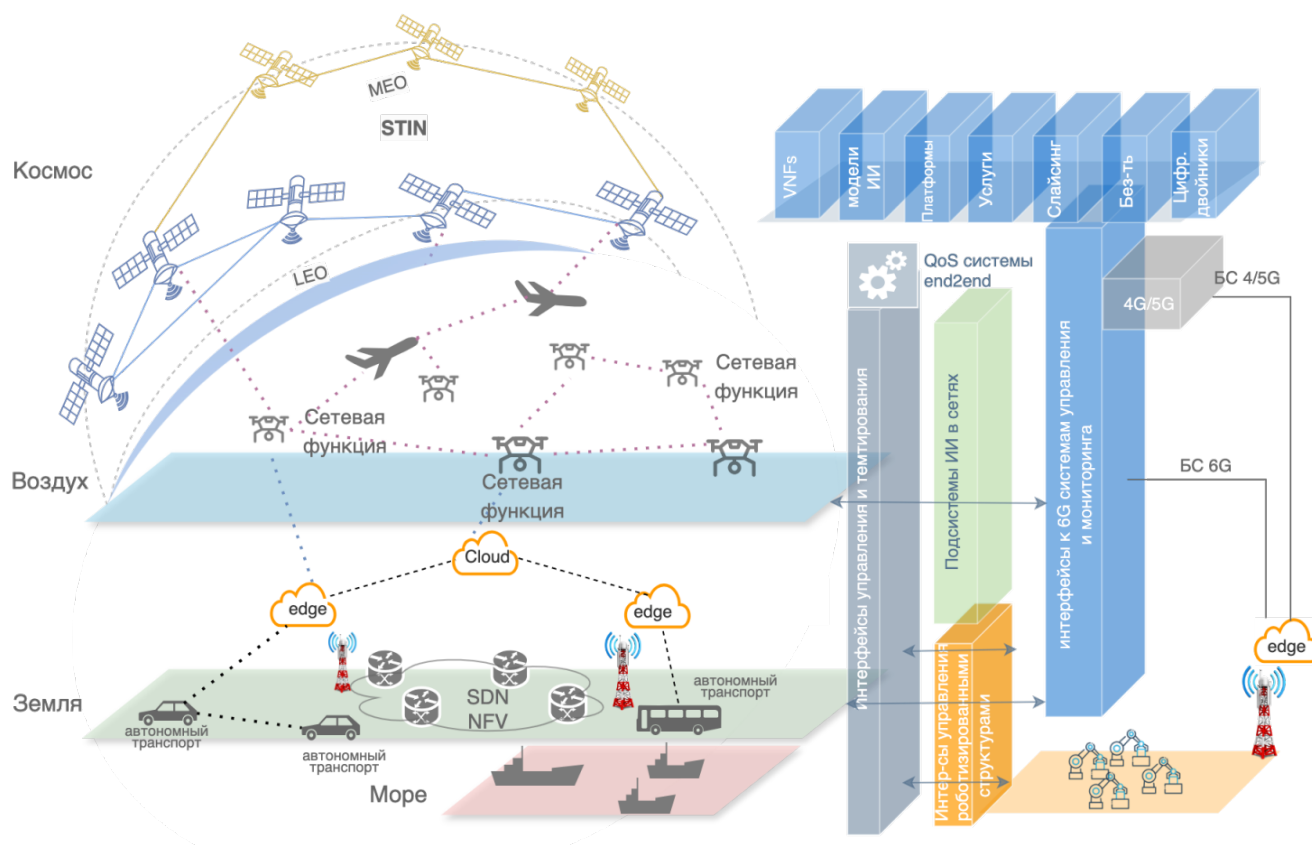 MEO
STIN
Космос
LEO
Сетевая
функция
Сетевая
функция
Воздух
Сетевая
функция
Cloud
edge
edge
автономный
транспорт
SDN
NFV
Земля
автономный
транспорт
автономный
транспорт
Море
VNFs
модели
ИИ
Платформы
Услуги
Слайсинг
Без-ть
Цифр.
двойники
QoS системы
end2end
Интерфейсы управления и темтирования
Подсистемы ИИ в сетях
Интер-сы управления
роботизированными
структурами
интерфейсы к 6G системам управления
и мониторинга
4G/5G
БС 4/5G
БС 6G
edge